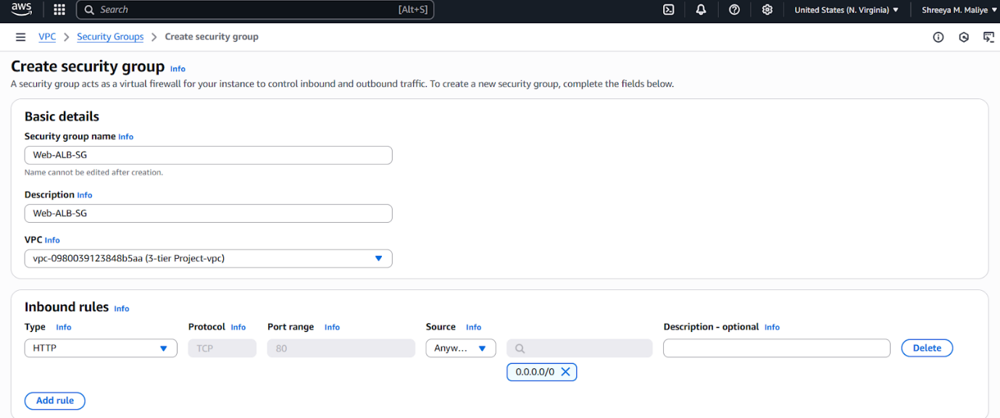 aws Search [Alt+S] United States (N. Virginia) Shreeya M. Maliye
VPC > Security Groups > Create security group
Create security group Info
A security group acts as a virtual firewall for your instance to control inbound and outbound traffic. To create a new security group, complete the fields below.
Basic details
Security group name Info
Web-ALB-SG
Name cannot be edited after creation.
Description Info
Web-ALB-SG
VPC Info
vpc-0980039123848b5aa (3-tier Project-vpc)
Inbound rules Info
Type Info Protocol Info Port range Info Source Info Description - optional Info
HTTP TCP 80 Anyw... Delete
0.0.0.0/0
Add rule